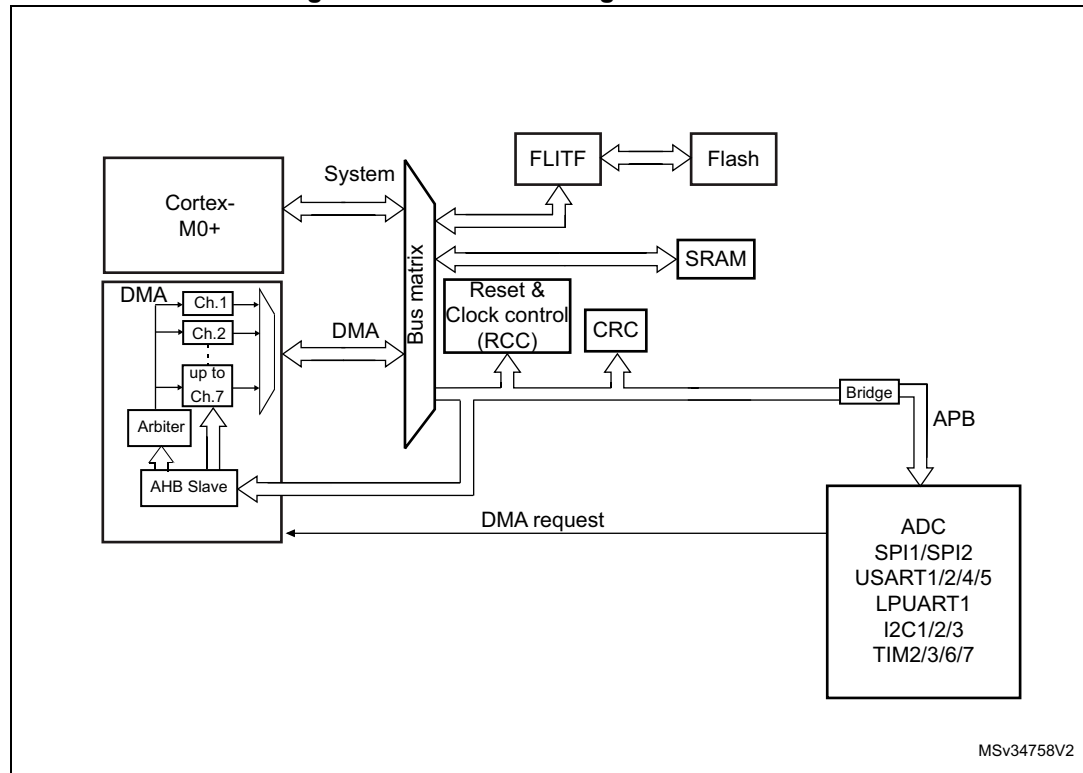 FLITF
Flash
System
Cortex-
M0+
Bus matrix
SRAM
DMA
Ch.1
Ch.2
up to
Ch.7
Arbiter
AHB Slave
DMA
Reset &
Clock control
(RCC)
CRC
Bridge
APB
DMA request
ADC
SPI1/SPI2
USART1/2/4/5
LPUART1
I2C1/2/3
TIM2/3/6/7
MSv34758V2